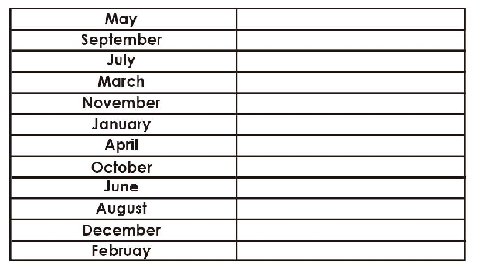 May
September
July
March
November
January
April
October
June
August
December
Februay